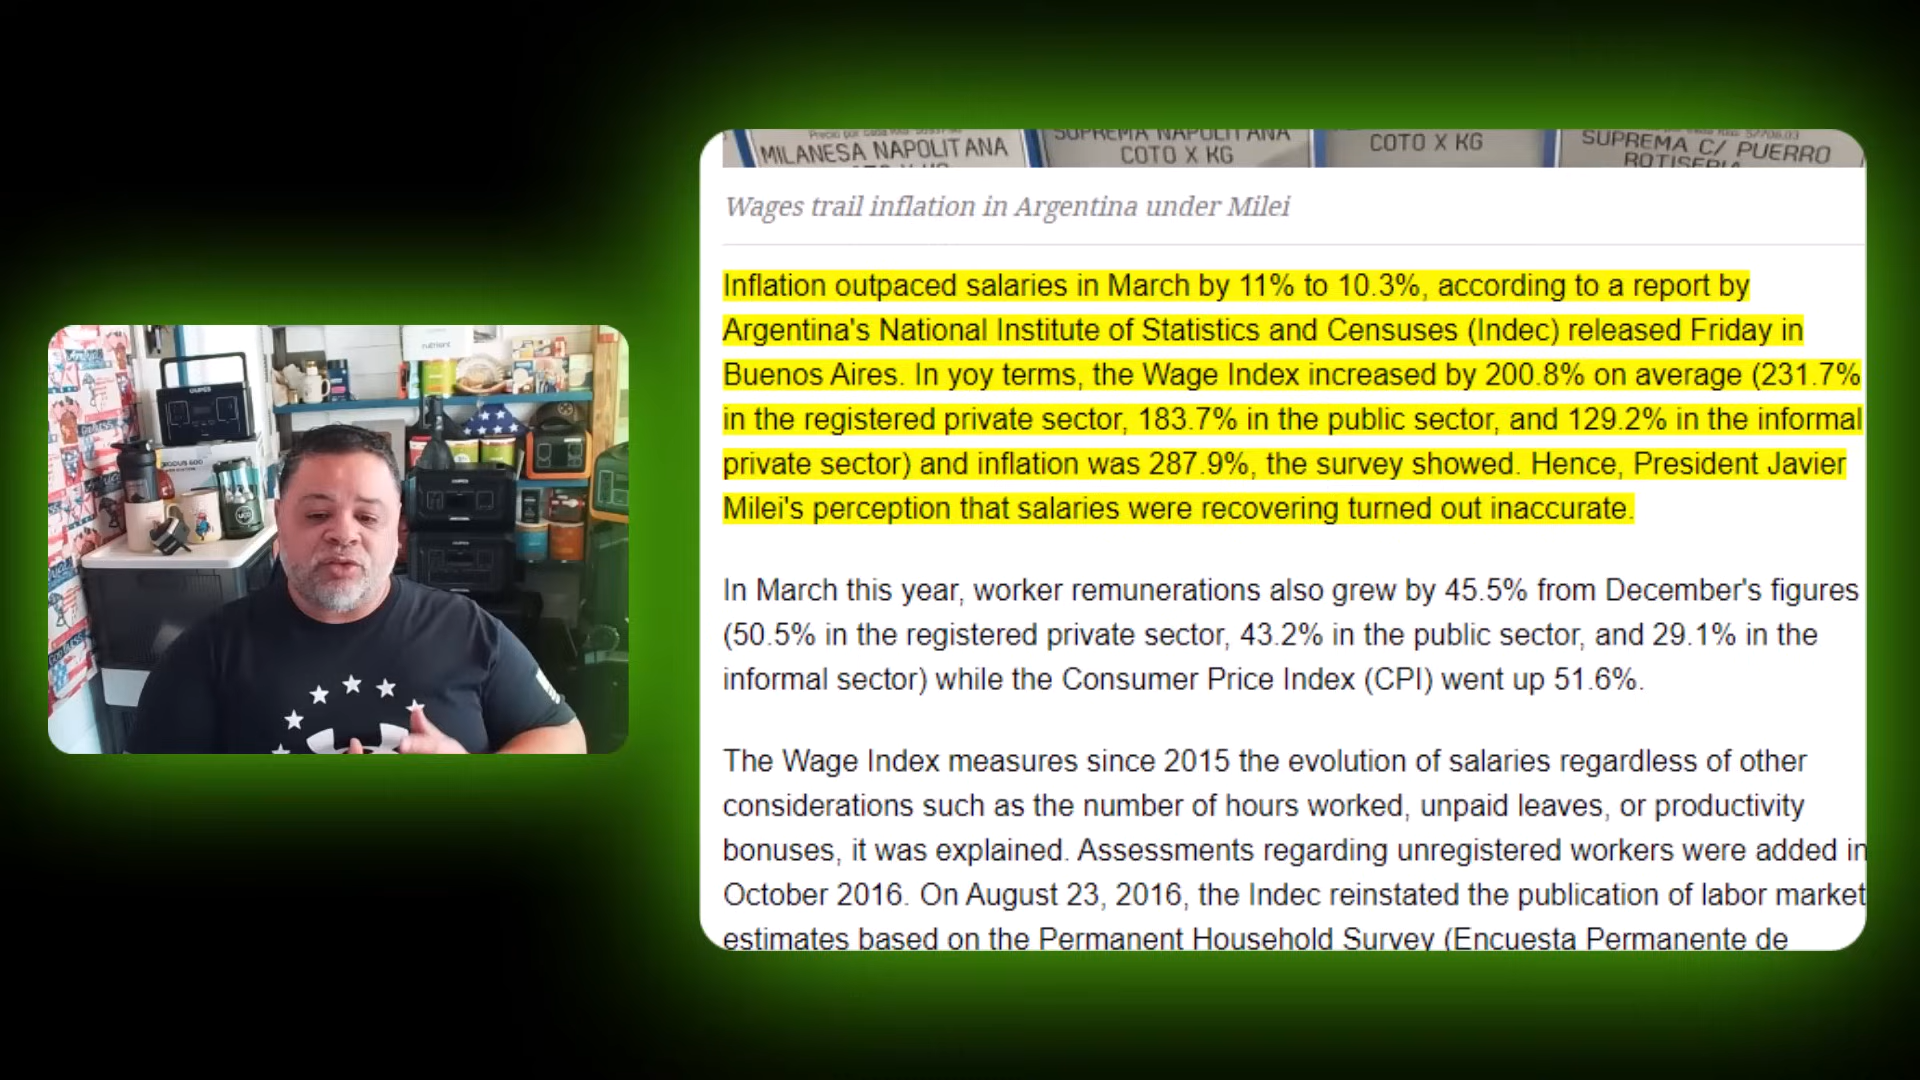 MILANESA NAPOLITANA
SUPREMA NAPOLITANA
COTO X KG
COTO X KG
SUPREMA C/ PUERRO
ROTISERIA
Wages trail inflation in Argentina under Milei
Inflation outpaced salaries in March by 11% to 10.3%, according to a report by
Argentina's National Institute of Statistics and Censuses (Indec) released Friday in
Buenos Aires. In yoy terms, the Wage Index increased by 200.8% on average (231.7%
in the registered private sector, 183.7% in the public sector, and 129.2% in the informal
private sector) and inflation was 287.9%, the survey showed. Hence, President Javier
Milei's perception that salaries were recovering turned out inaccurate.
In March this year, worker remunerations also grew by 45.5% from December's figures
(50.5% in the registered private sector, 43.2% in the public sector, and 29.1% in the
informal sector) while the Consumer Price Index (CPI) went up 51.6%.
The Wage Index measures since 2015 the evolution of salaries regardless of other
considerations such as the number of hours worked, unpaid leaves, or productivity
bonuses, it was explained. Assessments regarding unregistered workers were added in
October 2016. On August 23, 2016, the Indec reinstated the publication of labor market
estimates based on the Permanent Household Survey (Encuesta Permanente de